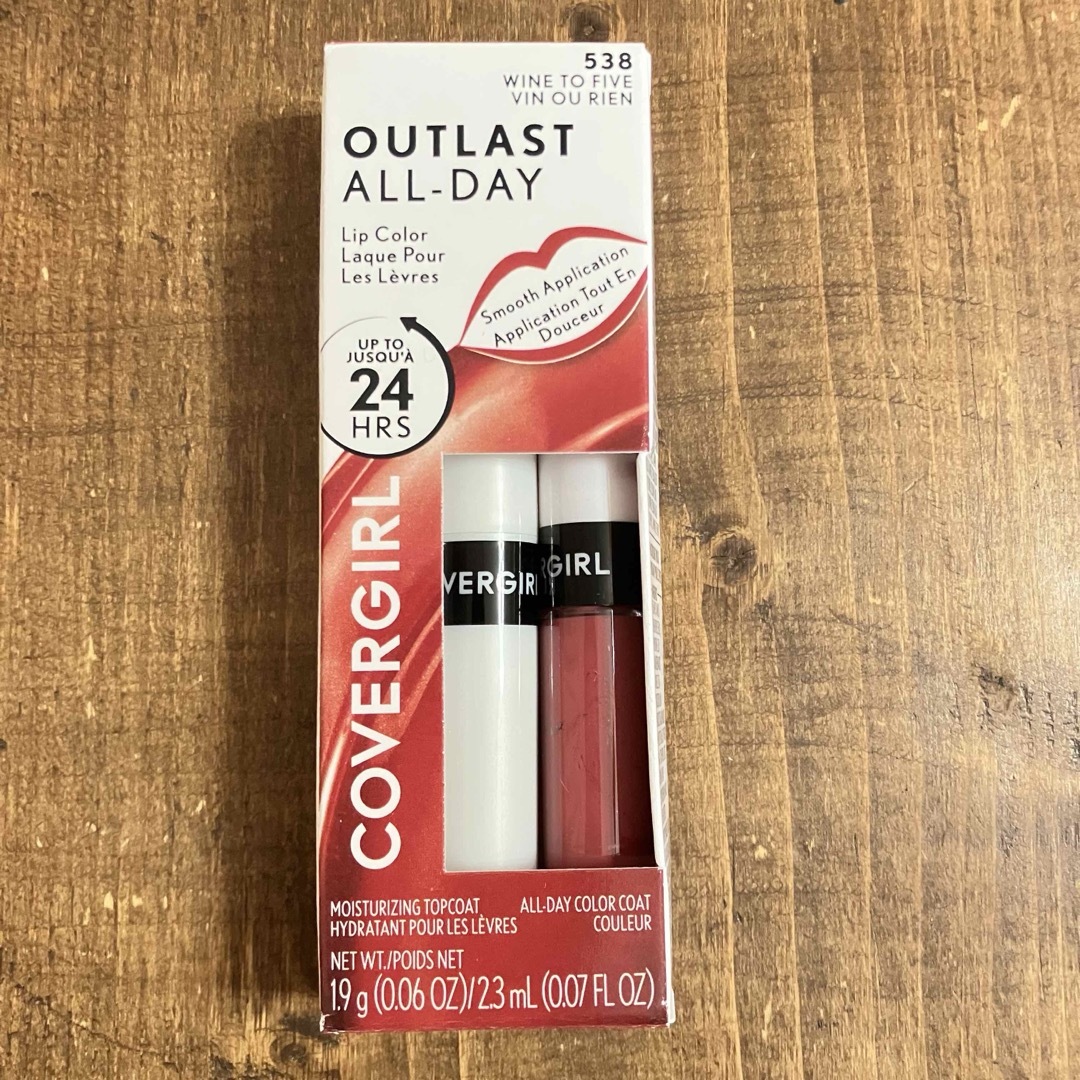 538
WINE TO FIVE
VIN OU RIEN
OUTLAST
ALL-DAY
Lip Color
Laque Pour
Les Lèvres
Smooth Application
Application Tout En
Douceur
UP TO
JUSQU'À
24
HRS
COVERGIRL
VERGIR
RGIRL
MOISTURIZING TOPCOAT
HYDRATANT POUR LES LÈVRES
ALL-DAY COLOR COAT
COULEUR
NET WT./POIDS NET
1.9 g (0.06 OZ)/2.3 mL (0.07 FL OZ)